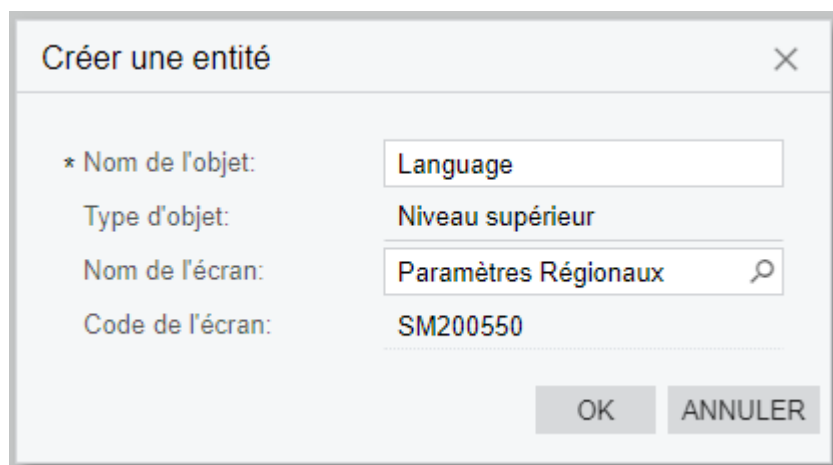 Créer une entité
* Nom de l'objet: Language
Type d'objet: Niveau supérieur
Nom de l'écran: Paramètres Régionaux
Code de l'écran: SM200550
OK ANNULER